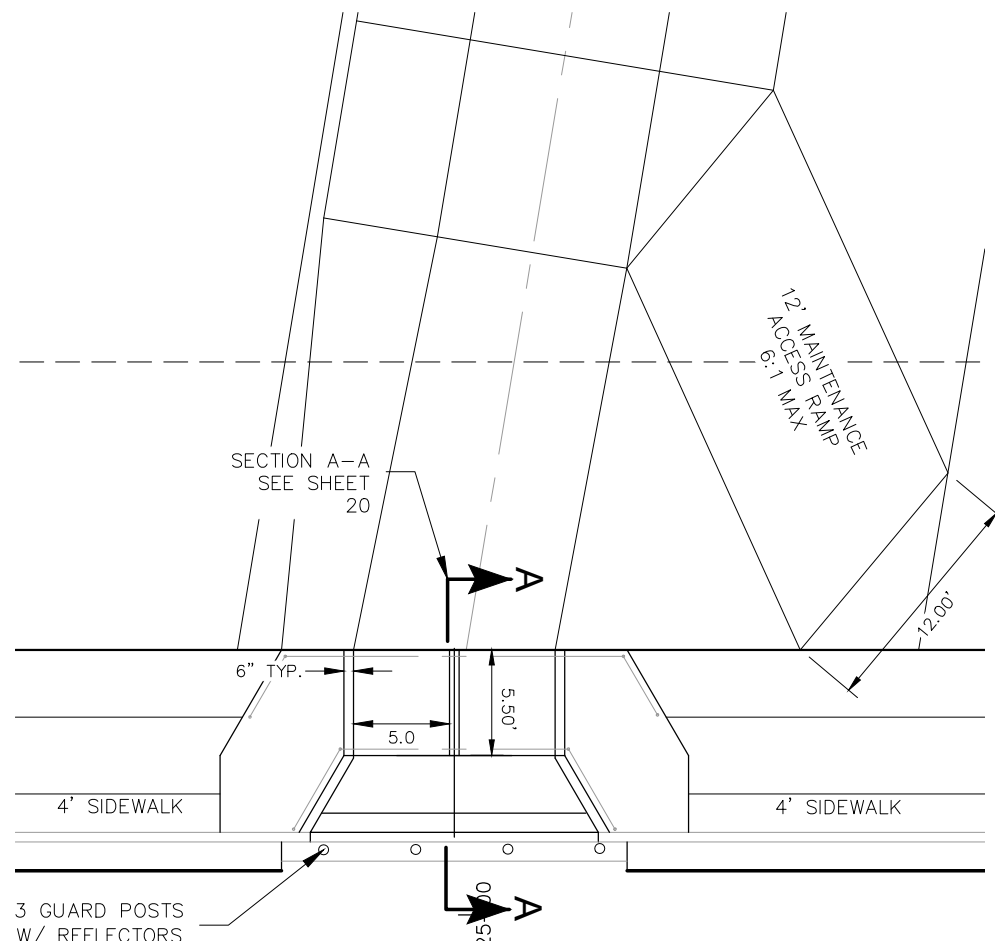 12' MAINTENANCE
ACCESS RAMP
6:1 MAX
SECTION A-A
SEE SHEET
20
A
12.00'
6" TYP.
5.50'
5.0
4' SIDEWALK
4' SIDEWALK
A
3 GUARD POSTS
W/ REFLECTORS